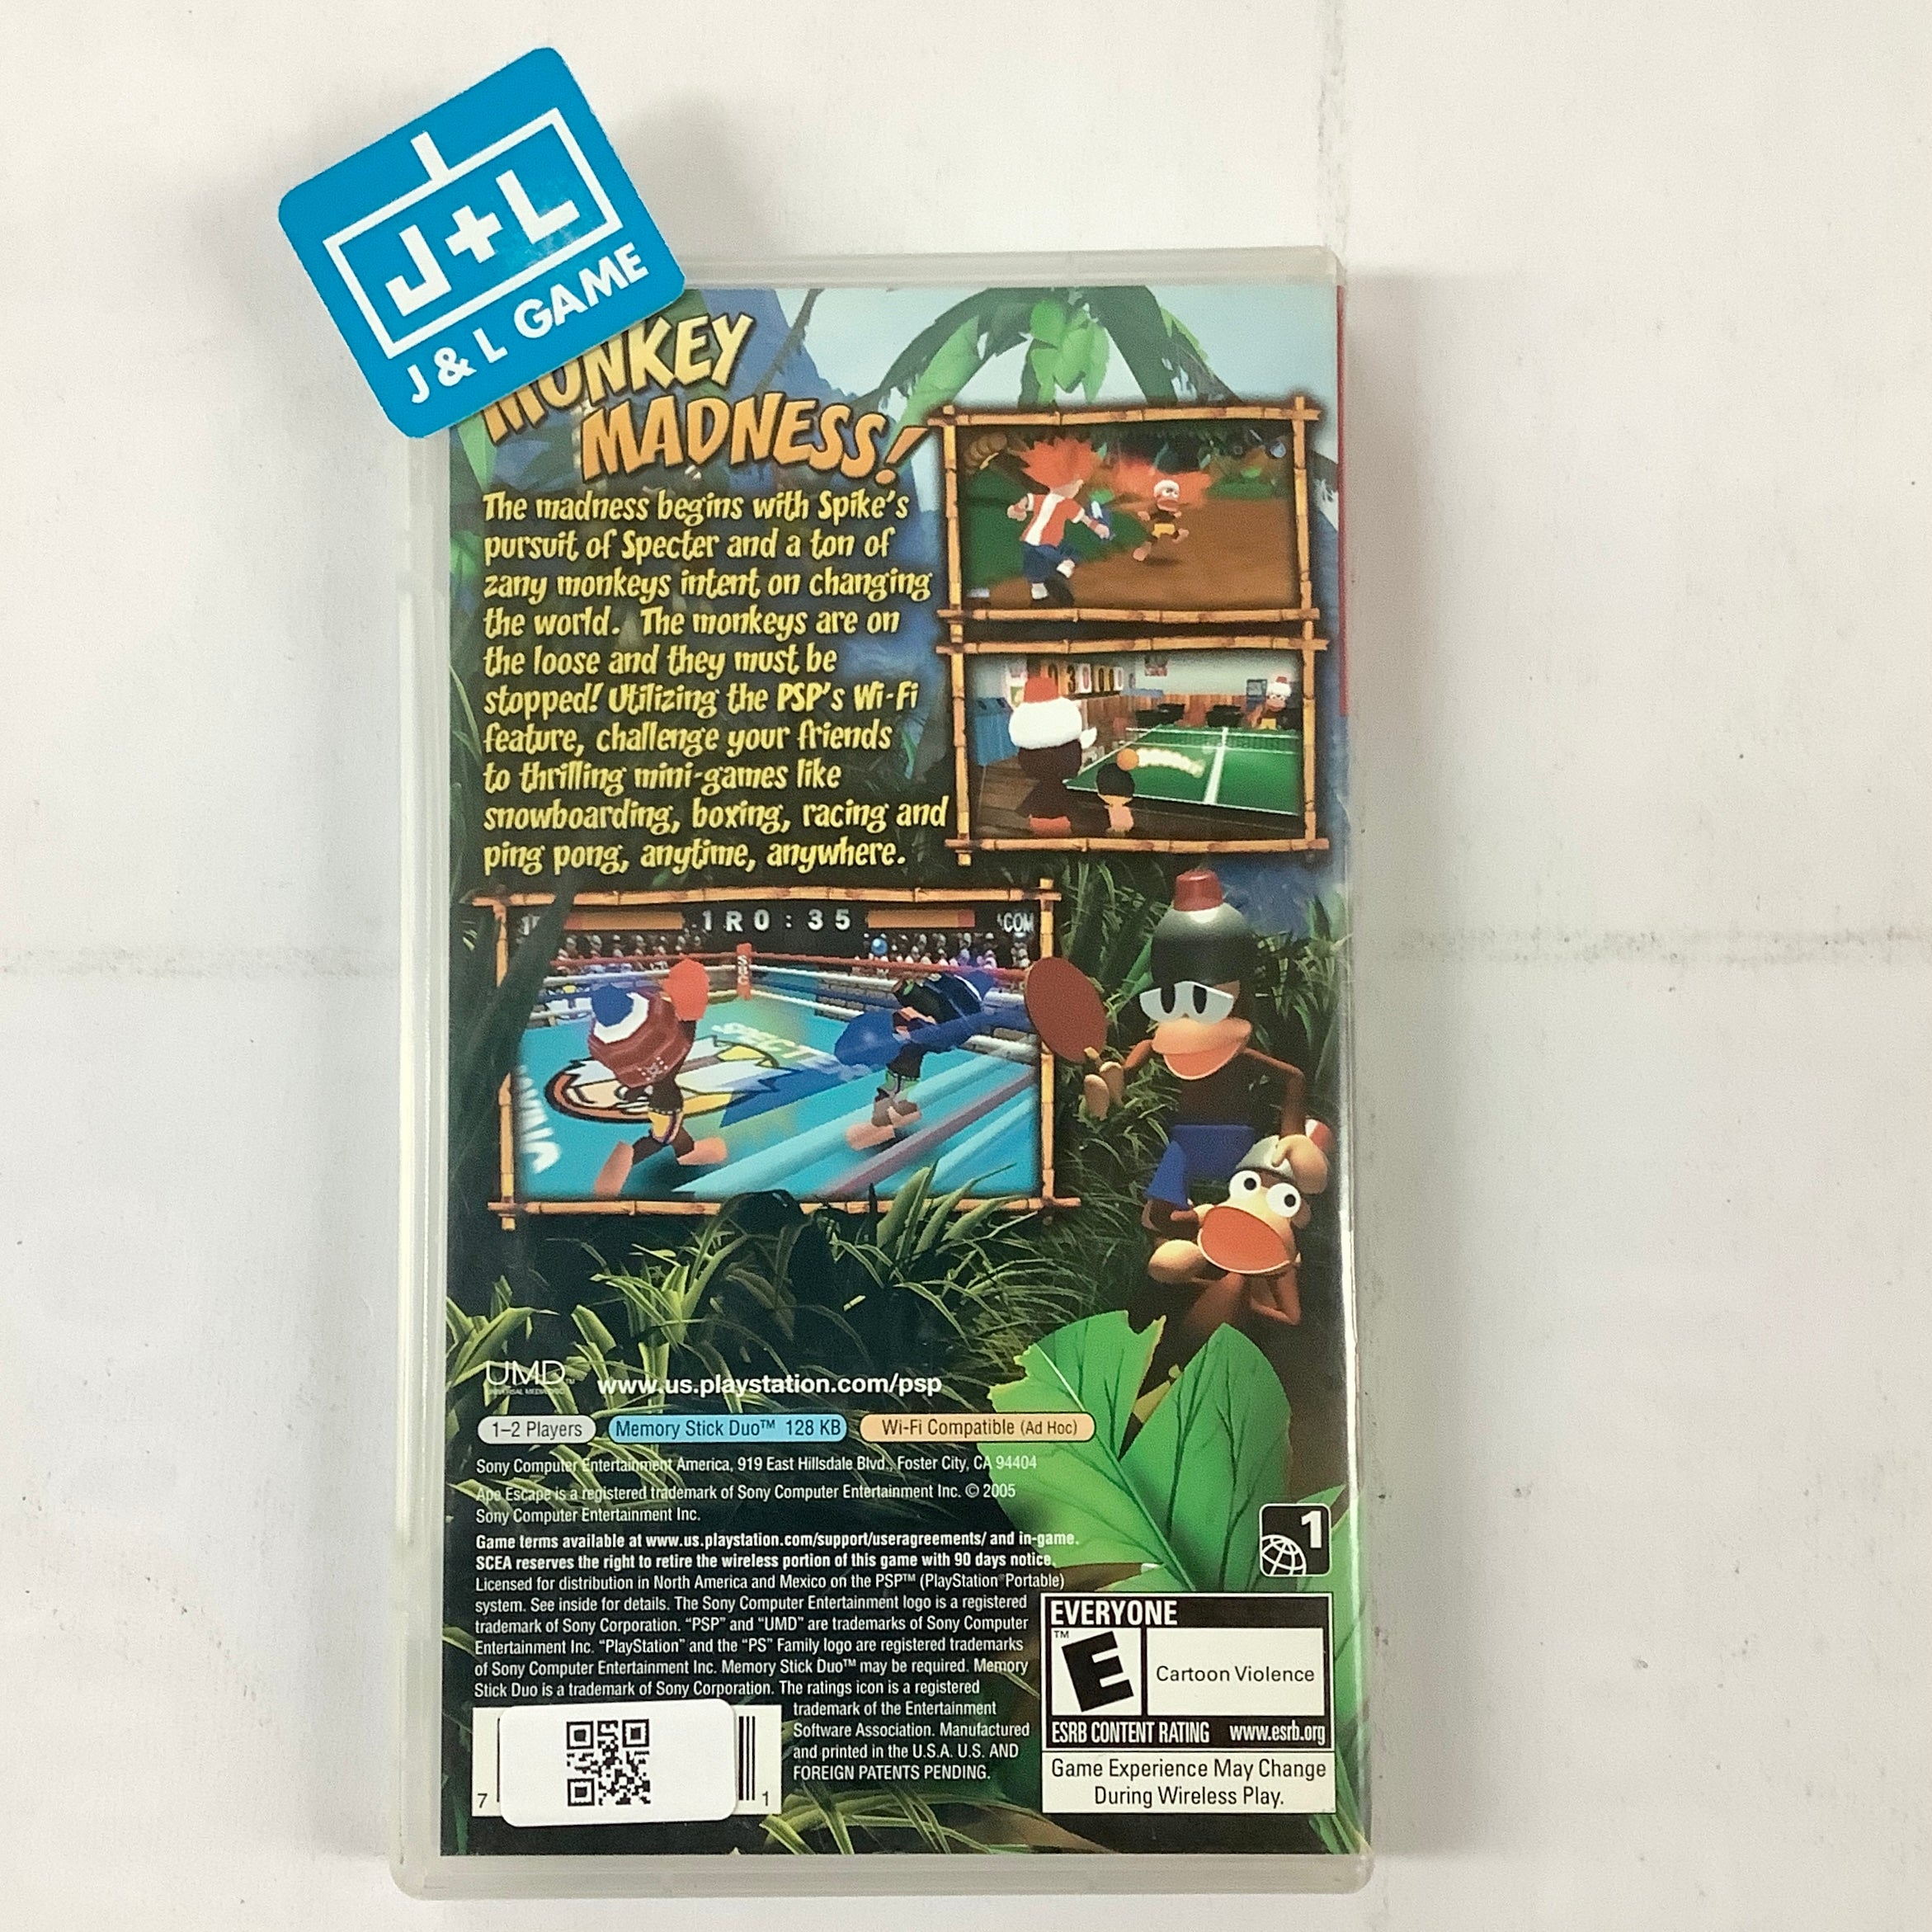 J+L
J & L GAME
MONKEY
MADNESS!
The madness begins with Spike's
pursuit of Specter and a ton of
zany monkeys intent on changing
the world. The monkeys are on
the loose and they must be
stopped! Utilizing the PSP's Wi-Fi
feature, challenge your friends
to thrilling mini-games like
snowboarding, boxing, racing and
ping pong, anytime, anywhere.
1R0:35
COM
SPECTER
UMD™
UNIVERSAL MEDIA DISC
www.us.playstation.com/psp
1–2 Players
Memory Stick Duo™ 128 KB
Wi-Fi Compatible (Ad Hoc)
Sony Computer Entertainment America, 919 East Hillsdale Blvd., Foster City, CA 94404
Ape Escape is a registered trademark of Sony Computer Entertainment Inc. © 2005
Sony Computer Entertainment Inc.
Game terms available at www.us.playstation.com/support/useragreements/ and in-game.
SCEA reserves the right to retire the wireless portion of this game with 90 days notice.
Licensed for distribution in North America and Mexico on the PSP™ (PlayStation®Portable)
system. See inside for details. The Sony Computer Entertainment logo is a registered
trademark of Sony Corporation. "PSP" and "UMD" are trademarks of Sony Computer
Entertainment Inc. "PlayStation" and the "PS" Family logo are registered trademarks
of Sony Computer Entertainment Inc. Memory Stick Duo™ may be required. Memory
Stick Duo is a trademark of Sony Corporation. The ratings icon is a registered
trademark of the Entertainment
Software Association. Manufactured
and printed in the U.S.A. U.S. AND
FOREIGN PATENTS PENDING.
7
1
1
EVERYONE
™
E
Cartoon Violence
ESRB CONTENT RATING www.esrb.org
Game Experience May Change
During Wireless Play.